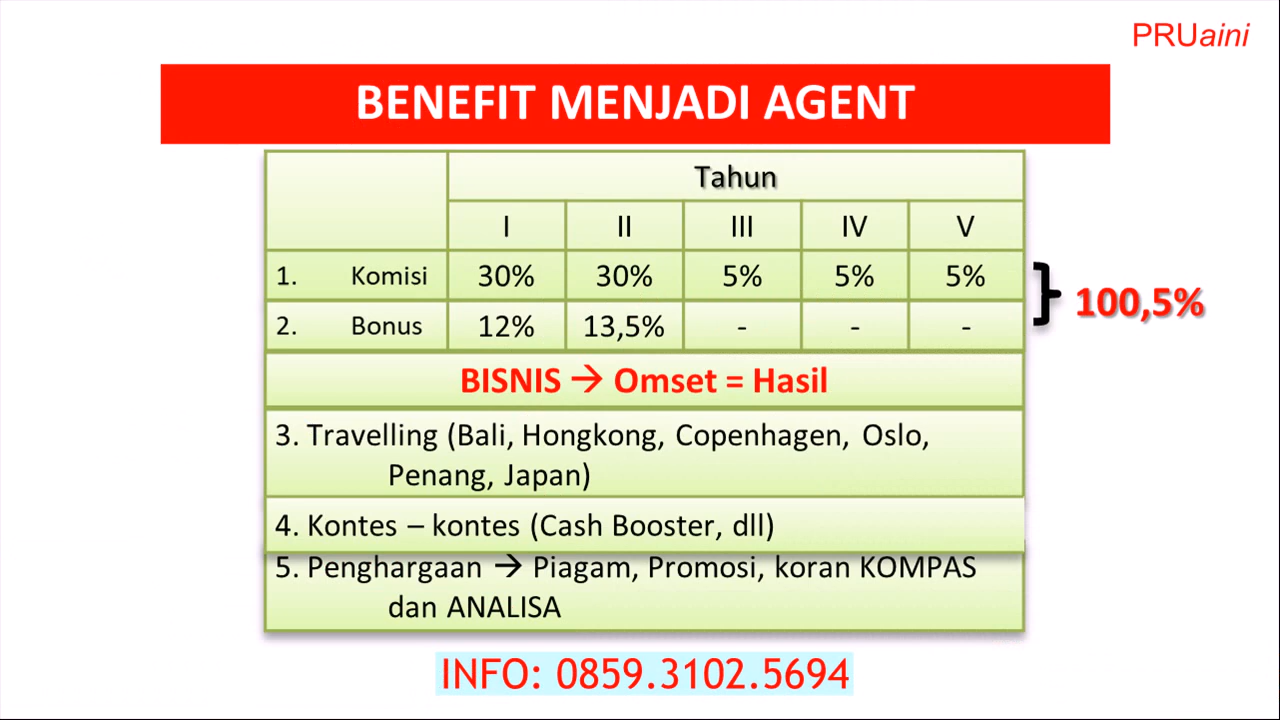 PRUaini
BENEFIT MENJADI AGENT
Tahun
I II III IV V
1. Komisi 30% 30% 5% 5% 5%
2. Bonus 12% 13,5% - - -
100,5%
BISNIS → Omset = Hasil
3. Travelling (Bali, Hongkong, Copenhagen, Oslo,
Penang, Japan)
4. Kontes – kontes (Cash Booster, dll)
5. Penghargaan → Piagam, Promosi, koran KOMPAS
dan ANALISA
INFO: 0859.3102.5694